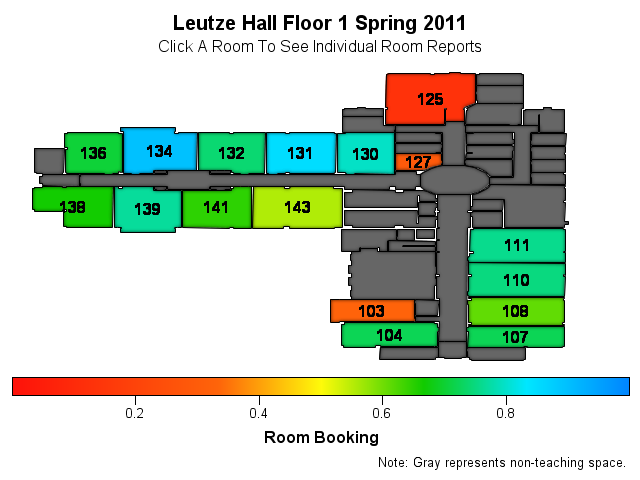 Leutze Hall Floor 1 Spring 2011
Click A Room To See Individual Room Reports
125
136 134 132 131 130 127
138 139 141 143
111
110
103 108
104 107
0.2 0.4 0.6 0.8
Room Booking
Note: Gray represents non-teaching space.